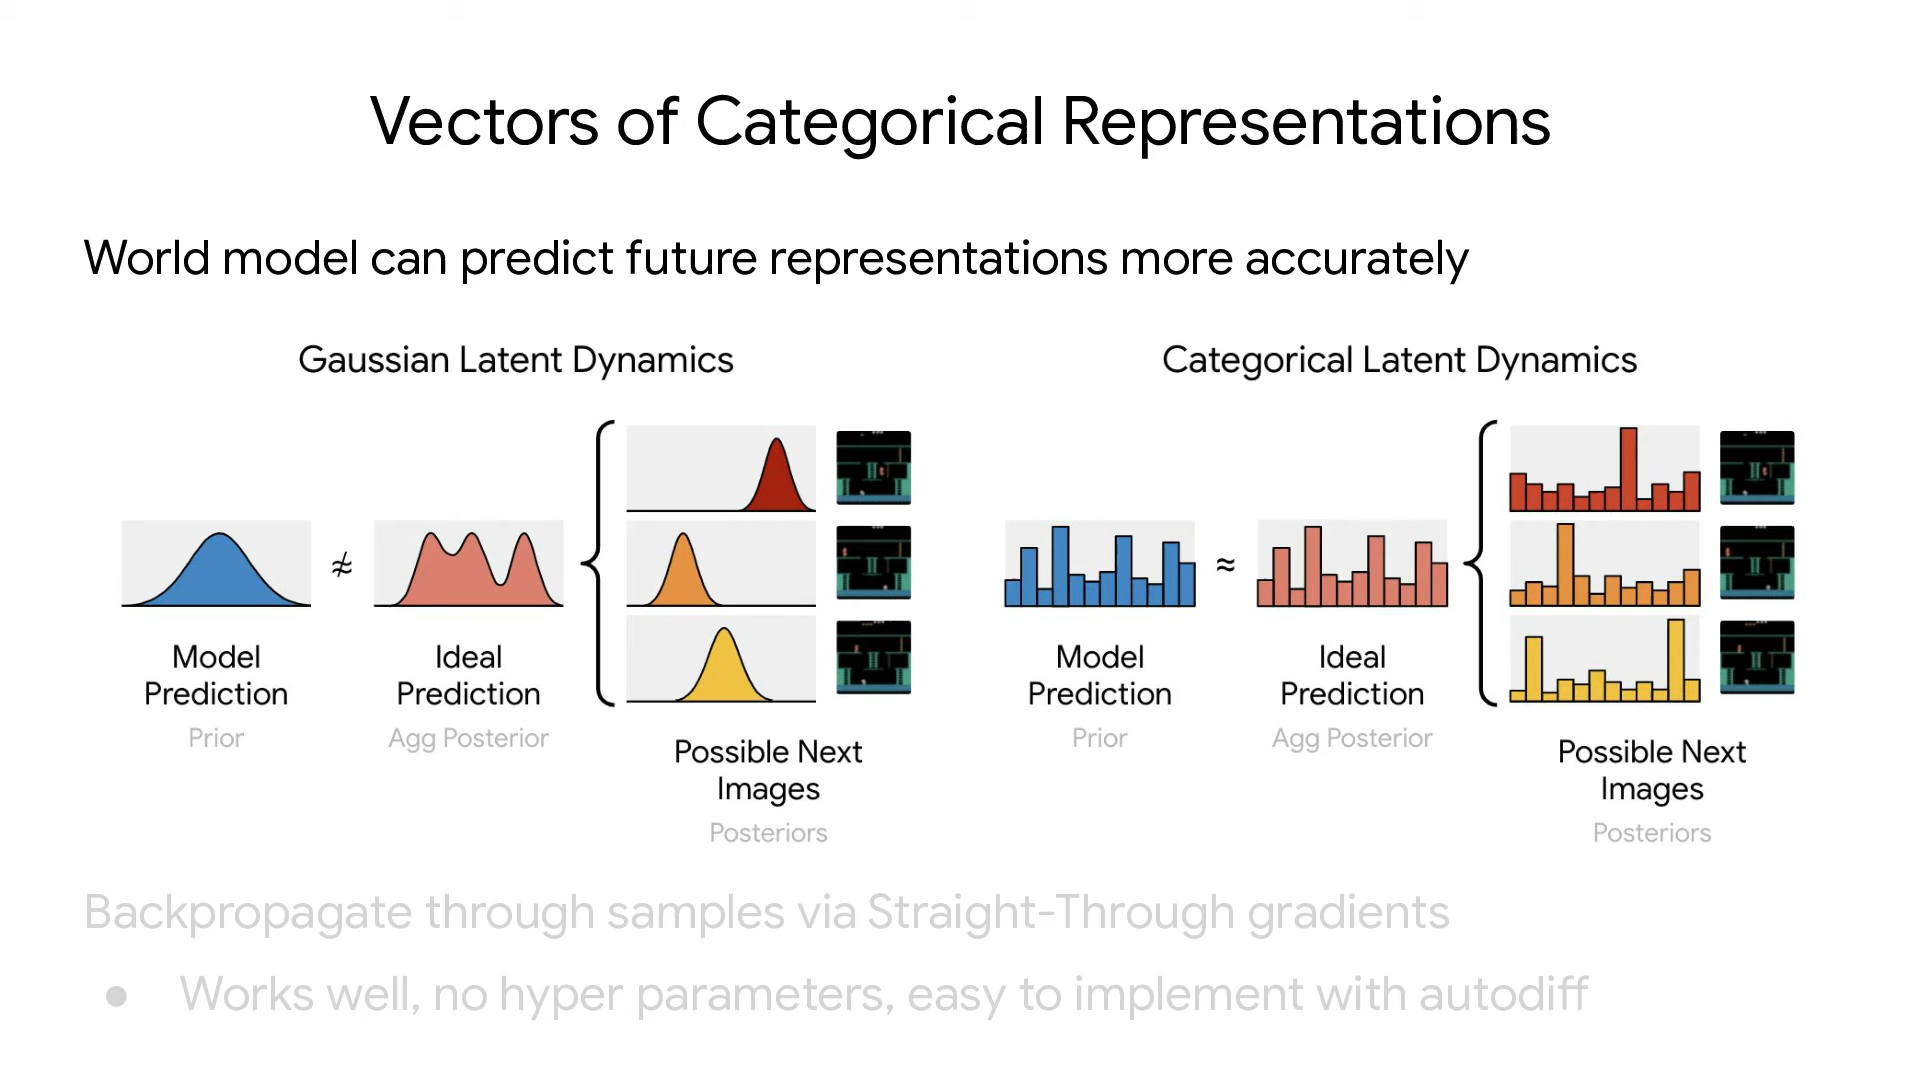 Vectors of Categorical Representations
World model can predict future representations more accurately
Gaussian Latent Dynamics
≉
Model
Prediction
Prior
Ideal
Prediction
Agg Posterior
Possible Next
Images
Posteriors
Categorical Latent Dynamics
≈
Model
Prediction
Prior
Ideal
Prediction
Agg Posterior
Possible Next
Images
Posteriors
Backpropagate through samples via Straight-Through gradients
● Works well, no hyper parameters, easy to implement with autodiff